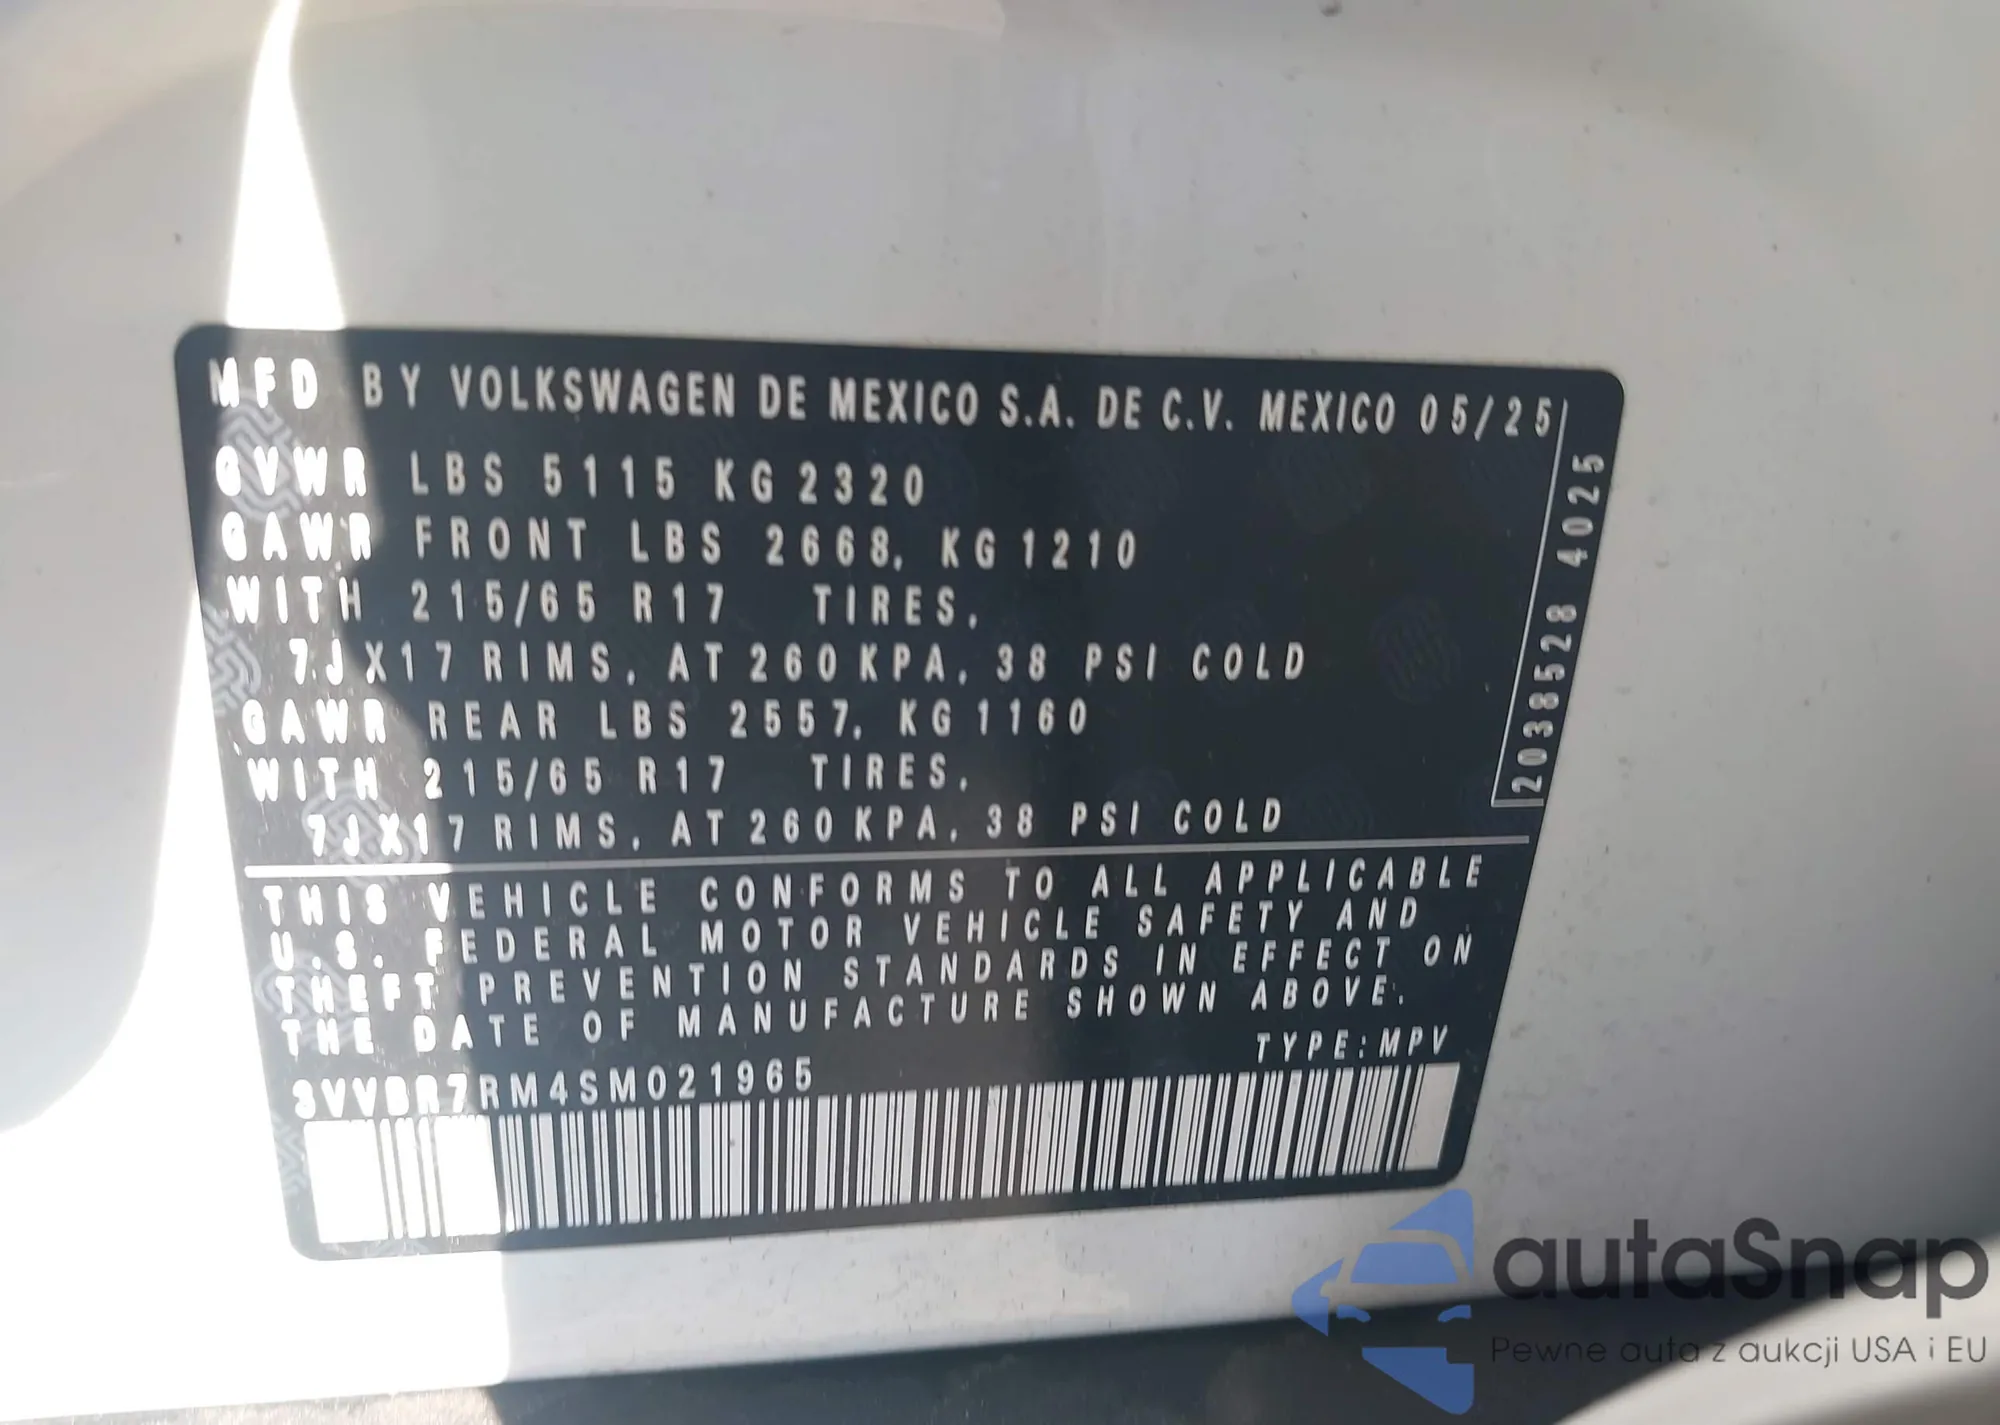 MFD BY VOLKSWAGEN DE MEXICO S.A. DE C.V. MEXICO 05/25
GVWR LBS 5115 KG 2320
GAWR FRONT LBS 2668, KG 1210
WITH 215/65 R17 TIRES,
7JX17 RIMS, AT 260 KPA, 38 PSI COLD
GAWR REAR LBS 2557, KG 1160
WITH 215/65 R17 TIRES,
7JX17 RIMS, AT 260 KPA, 38 PSI COLD
2038528 4025
THIS VEHICLE CONFORMS TO ALL APPLICABLE
U.S. FEDERAL MOTOR VEHICLE SAFETY AND
THEFT PREVENTION STANDARDS IN EFFECT ON
THE DATE OF MANUFACTURE SHOWN ABOVE.
TYPE:MPV
3VVBR7RM4SM021965
autaSnap
Pewne auta z aukcji USA i EU